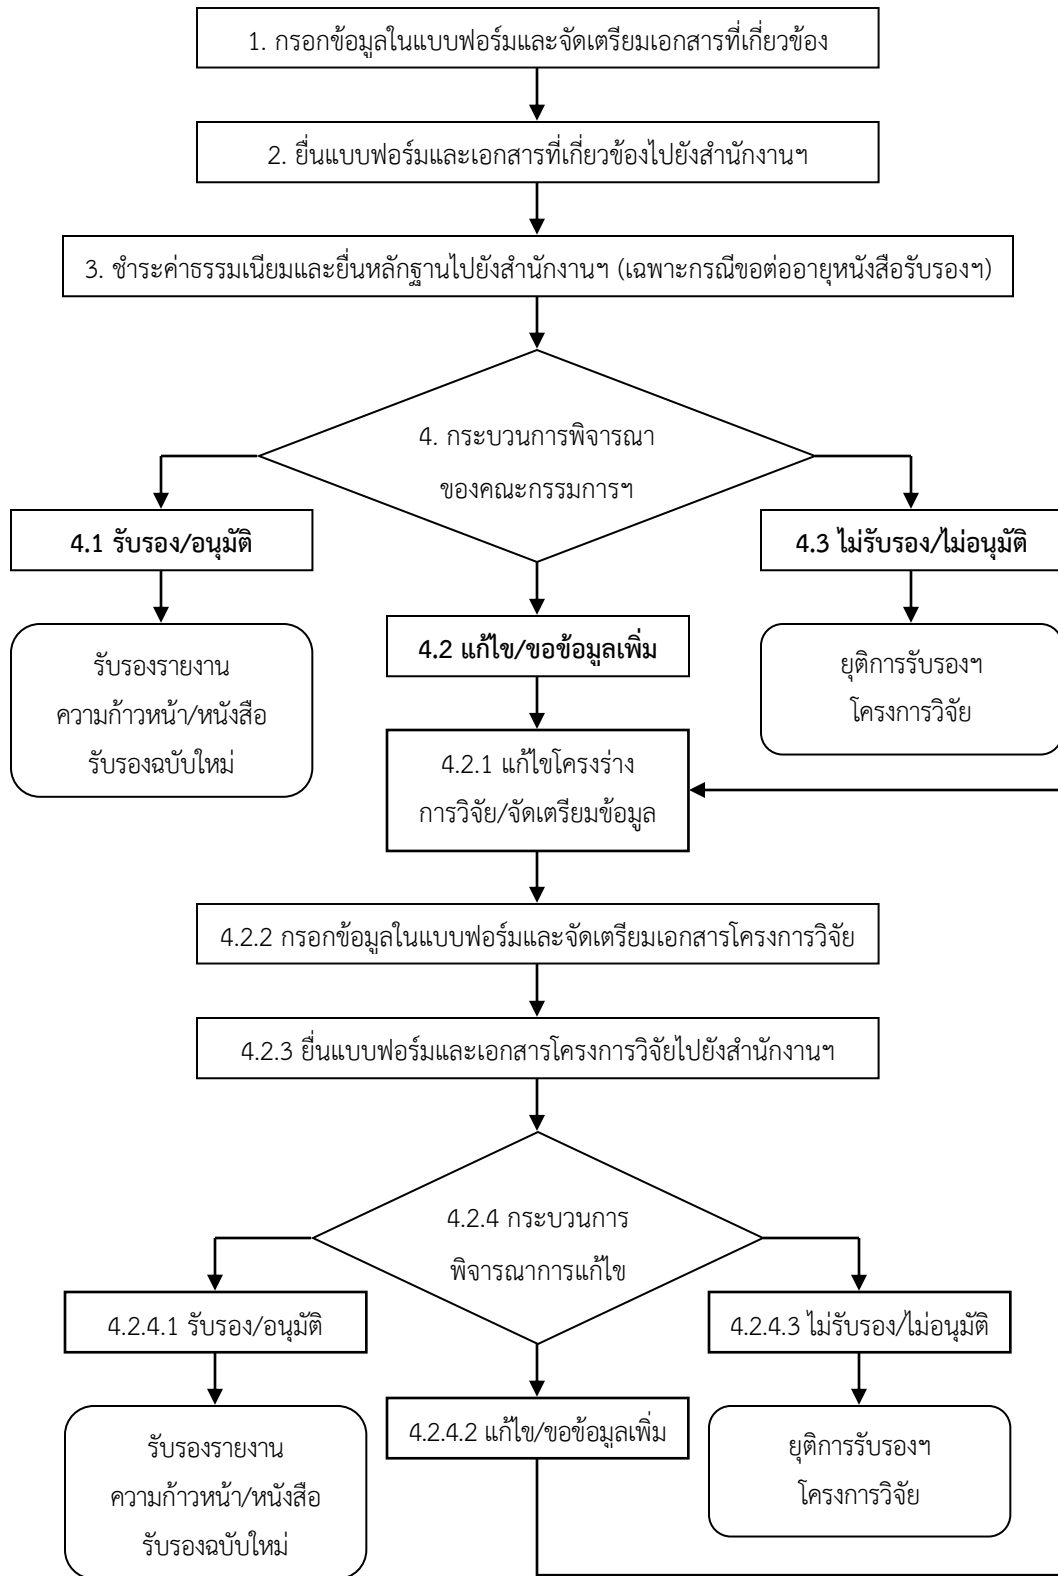 1. กรอกข้อมูลในแบบฟอร์มและจัดเตรียมเอกสารที่เกี่ยวข้อง
2. ยื่นแบบฟอร์มและเอกสารที่เกี่ยวข้องไปยังสำนักงานฯ
3. ชำระค่าธรรมเนียมและยื่นหลักฐานไปยังสำนักงานฯ (เฉพาะกรณีขอต่ออายุหนังสือรับรองฯ)
4. กระบวนการพิจารณา
ของคณะกรรมการฯ
4.1 รับรอง/อนุมัติ
4.3 ไม่รับรอง/ไม่อนุมัติ
4.2 แก้ไข/ขอข้อมูลเพิ่ม
รับรองรายงาน
ความก้าวหน้า/หนังสือ
รับรองฉบับใหม่
ยุติการรับรองฯ
โครงการวิจัย
4.2.1 แก้ไขโครงร่าง
การวิจัย/จัดเตรียมข้อมูล
4.2.2 กรอกข้อมูลในแบบฟอร์มและจัดเตรียมเอกสารโครงการวิจัย
4.2.3 ยื่นแบบฟอร์มและเอกสารโครงการวิจัยไปยังสำนักงานฯ
4.2.4 กระบวนการ
พิจารณาการแก้ไข
4.2.4.1 รับรอง/อนุมัติ
4.2.4.3 ไม่รับรอง/ไม่อนุมัติ
4.2.4.2 แก้ไข/ขอข้อมูลเพิ่ม
รับรองรายงาน
ความก้าวหน้า/หนังสือ
รับรองฉบับใหม่
ยุติการรับรองฯ
โครงการวิจัย